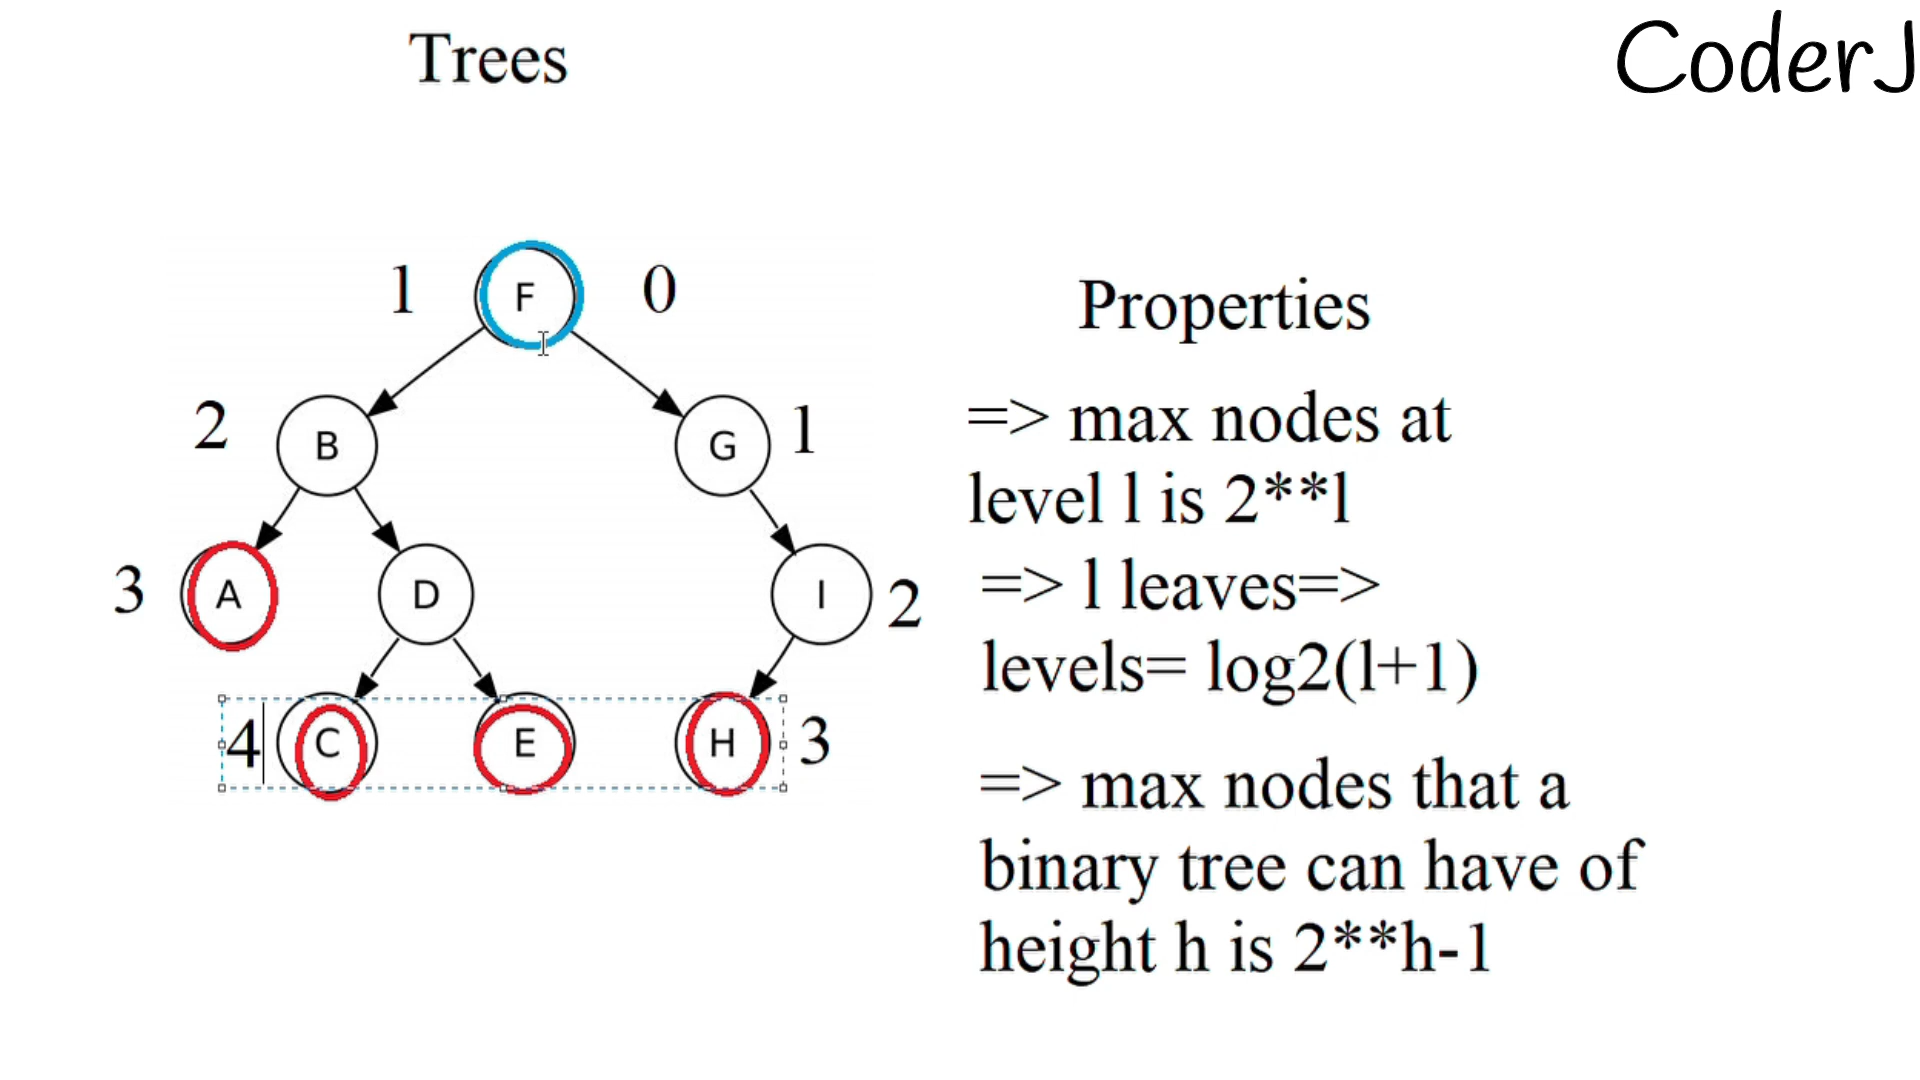 Trees
CoderJ
1 F 0
2 B G 1
3 A D I 2
4 C E H 3
Properties
=> max nodes at
level l is 2**l
=> l leaves=>
levels= log2(l+1)
=> max nodes that a
binary tree can have of
height h is 2**h-1